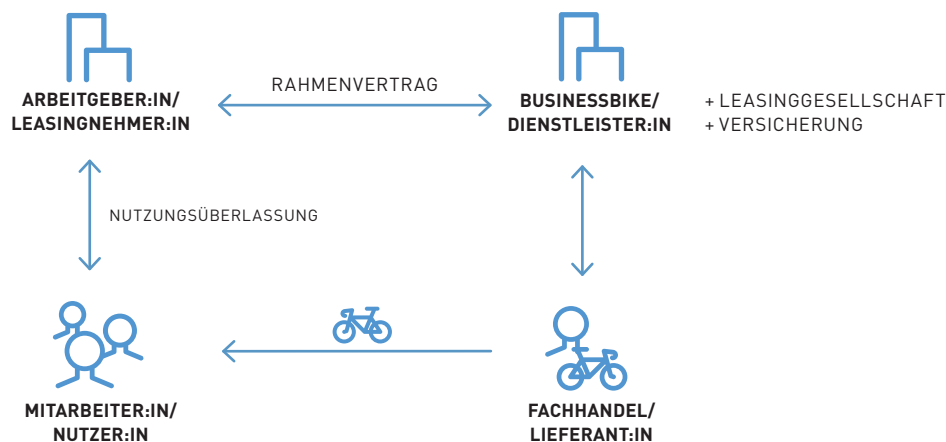 RAHMENVERTRAG
ARBEITGEBER:IN/
LEASINGNEHMER:IN
BUSINESSBIKE/
DIENSTLEISTER:IN
+ LEASINGGESELLSCHAFT
+ VERSICHERUNG
NUTZUNGSÜBERLASSUNG
MITARBEITER:IN/
NUTZER:IN
FACHHANDEL/
LIEFERANT:IN